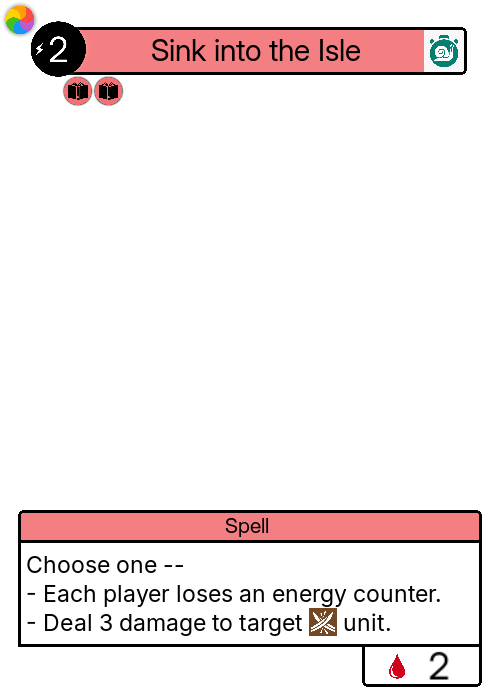 2
Sink into the Isle
Spell
Choose one --
- Each player loses an energy counter.
- Deal 3 damage to target unit.
2